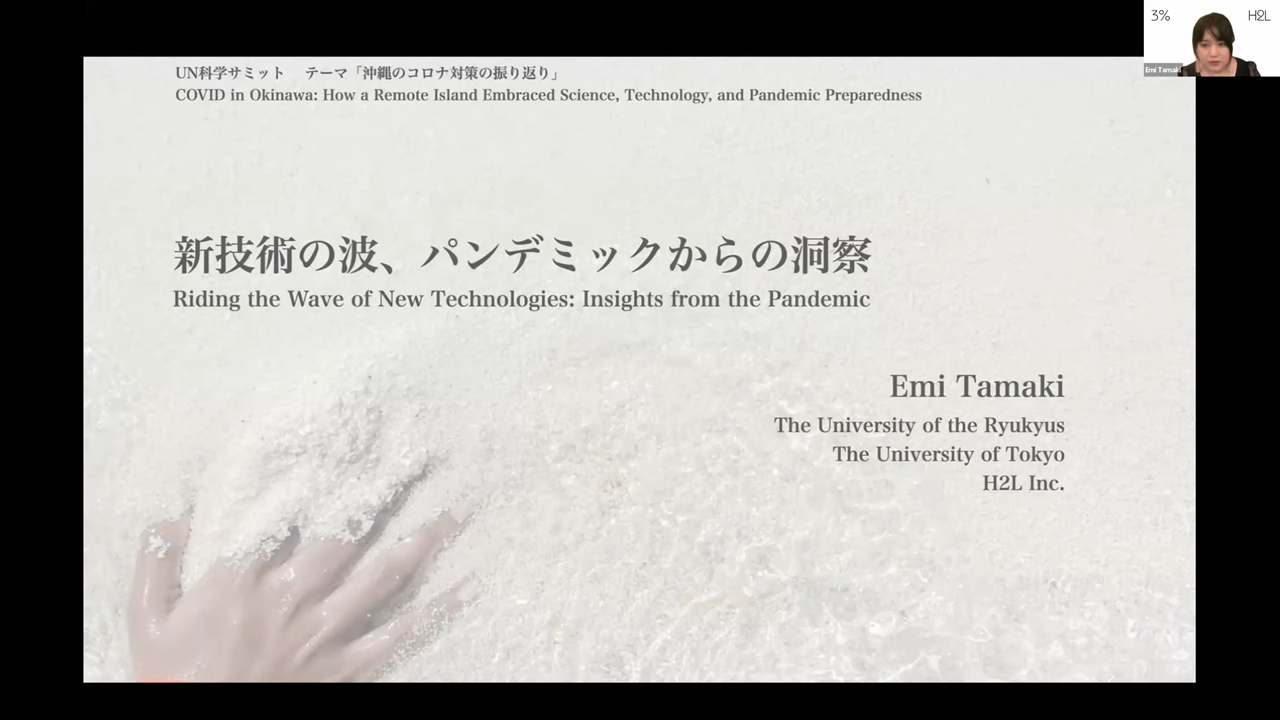 UN科学サミット　テーマ「沖縄のコロナ対策の振り返り」
COVID in Okinawa: How a Remote Island Embraced Science, Technology, and Pandemic Preparedness
新技術の波、パンデミックからの洞察
Riding the Wave of New Technologies: Insights from the Pandemic
Emi Tamaki
The University of the Ryukyus
The University of Tokyo
H2L Inc.
3%
H2L
Emi Tamaki